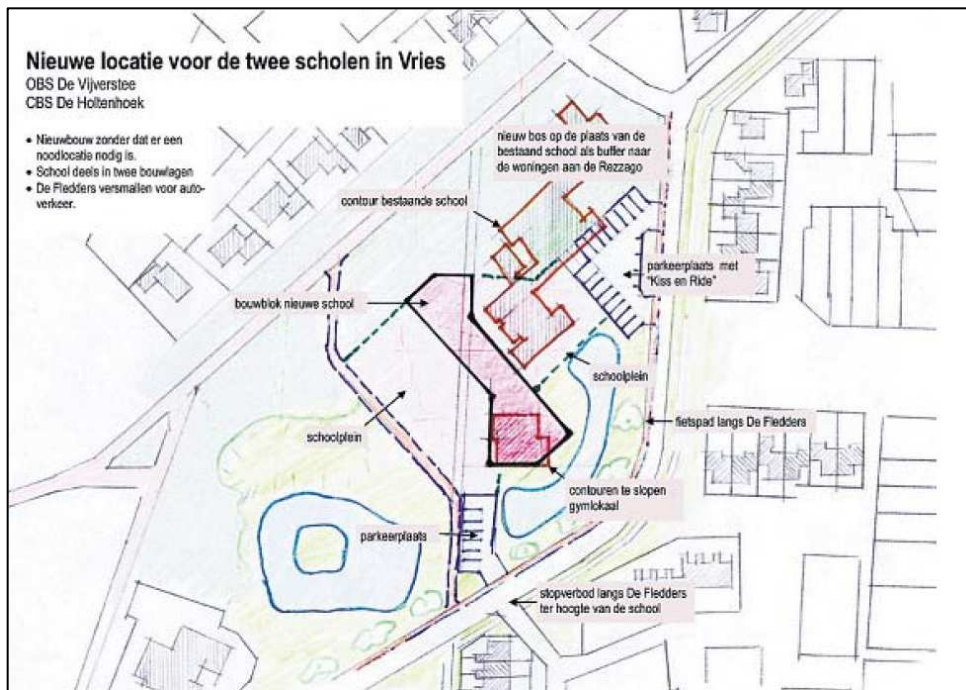 Nieuwe locatie voor de twee scholen in Vries
OBS De Vijverstee
CBS De Holtenhoek
• Nieuwbouw zonder dat er een
noodlocatie nodig is.
• School deels in twee bouwlagen
• De Fledders versmallen voor auto-
verkeer.
nieuw bos op de plaats van de
bestaand school als buffer naar
de woningen aan de Rezzago
contour bestaande school
parkeerplaats met
"Kiss en Ride"
bouwblok nieuwe school
schoolplein
fietspad langs De Fledders
schoolplein
contouren te slopen
gymlokaal
parkeerplaats
stopverbod langs De Fledders
ter hoogte van de school